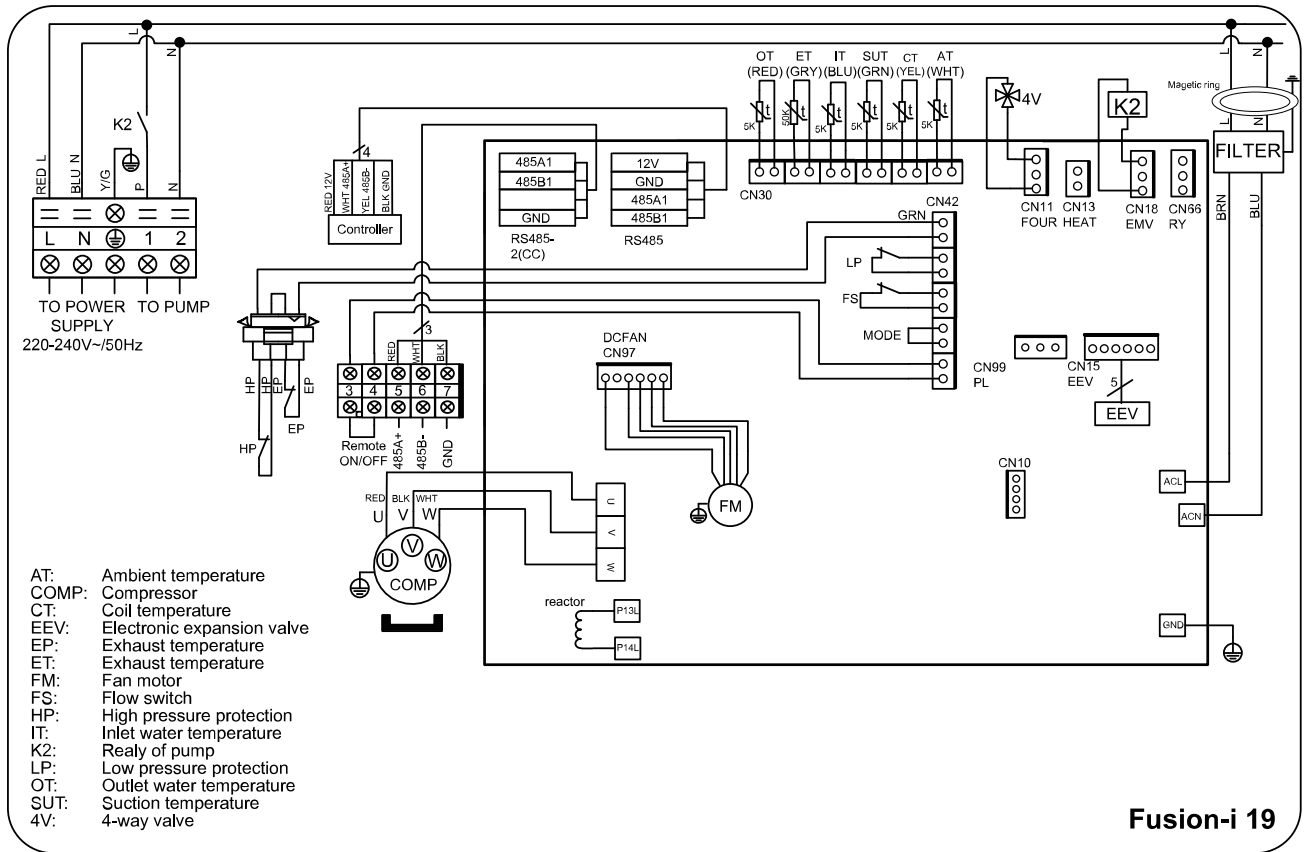 L
N
K2
RED L
BLU N
Y/G
P
N
L N 1 2
TO POWER
SUPPLY
220-240V~/50Hz
TO PUMP
4
RED 12V
WHT 485A+
YEL 485B-
BLK GND
Controller
485A1
485B1
GND
RS485-
2(CC)
12V
GND
485A1
485B1
RS485
OT
(RED)
ET
(GRY)
IT
(BLU)
SUT
(GRN)
CT
(YEL)
AT
(WHT)
t
t
t
t
t
t
5K
50K
5K
5K
5K
5K
CN30
4V
K2
CN11
FOUR
CN13
HEAT
CN18
EMV
CN66
RY
L
N
Magetic ring
L
N
FILTER
BRN
BLU
CN42
GRN
LP
FS
MODE
CN99
PL
CN15
EEV
5
EEV
DCFAN
CN97
FM
CN10
ACL
ACN
GND
HP
HP
EP
EP
HP
EP
3
RED
WHT
BLK
3 4 5 6 7
Remote
ON/OFF
485A+
485B-
GND
RED BLK WHT
U V W
U V W
COMP
U
V
W
reactor
P13L
P14L
AT: Ambient temperature
COMP: Compressor
CT: Coil temperature
EEV: Electronic expansion valve
EP: Exhaust temperature
ET: Exhaust temperature
FM: Fan motor
FS: Flow switch
HP: High pressure protection
IT: Inlet water temperature
K2: Realy of pump
LP: Low pressure protection
OT: Outlet water temperature
SUT: Suction temperature
4V: 4-way valve
Fusion-i 19